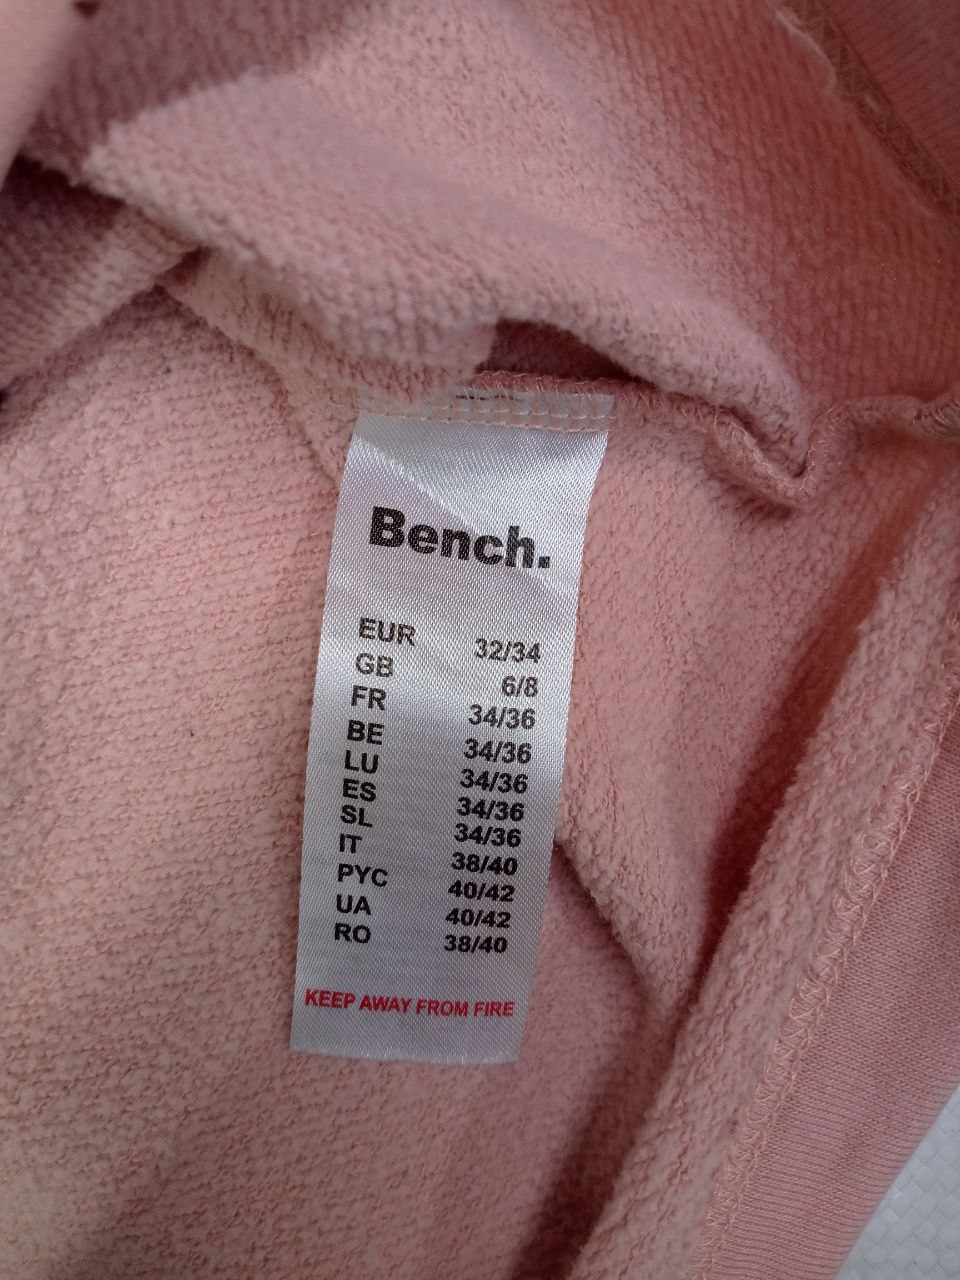 Bench.
EUR 32/34
GB 6/8
FR 34/36
BE 34/36
LU 34/36
ES 34/36
SL 34/36
IT 38/40
PYC 40/42
UA 40/42
RO 38/40
KEEP AWAY FROM FIRE